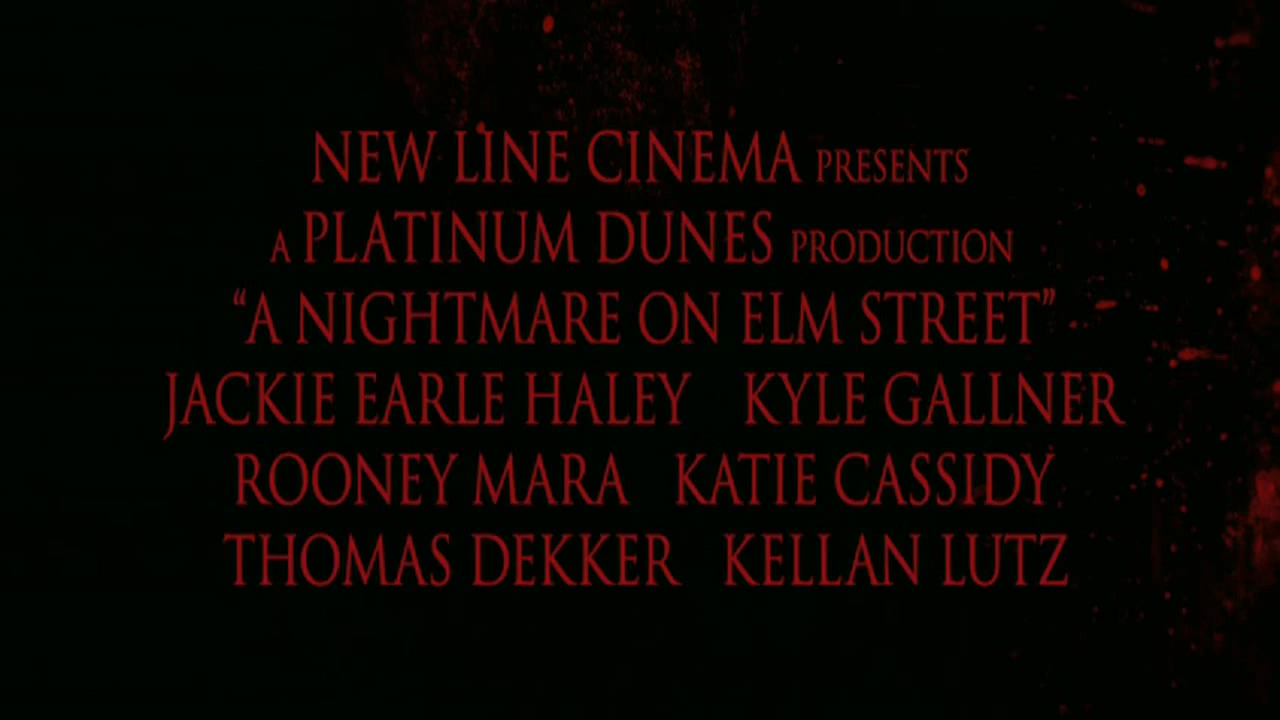 NEW LINE CINEMA PRESENTS
A PLATINUM DUNES PRODUCTION
“A NIGHTMARE ON ELM STREET”
JACKIE EARLE HALEY KYLE GALLNER
ROONEY MARA KATIE CASSIDY
THOMAS DEKKER KELLAN LUTZ